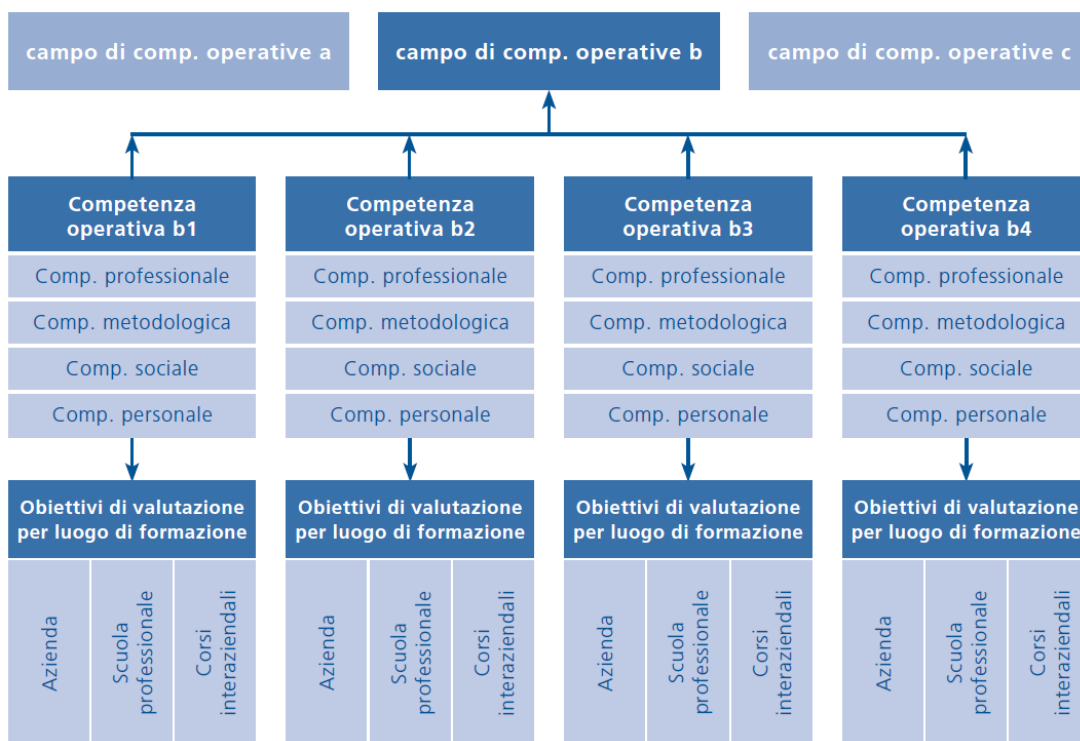 campo di comp. operative a
campo di comp. operative b
campo di comp. operative c
Competenza
operativa b1
Comp. professionale
Comp. metodologica
Comp. sociale
Comp. personale
Obiettivi di valutazione
per luogo di formazione
Azienda
Scuola
professionale
Corsi
interaziendali
Competenza
operativa b2
Comp. professionale
Comp. metodologica
Comp. sociale
Comp. personale
Obiettivi di valutazione
per luogo di formazione
Azienda
Scuola
professionale
Corsi
interaziendali
Competenza
operativa b3
Comp. professionale
Comp. metodologica
Comp. sociale
Comp. personale
Obiettivi di valutazione
per luogo di formazione
Azienda
Scuola
professionale
Corsi
interaziendali
Competenza
operativa b4
Comp. professionale
Comp. metodologica
Comp. sociale
Comp. personale
Obiettivi di valutazione
per luogo di formazione
Azienda
Scuola
professionale
Corsi
interaziendali